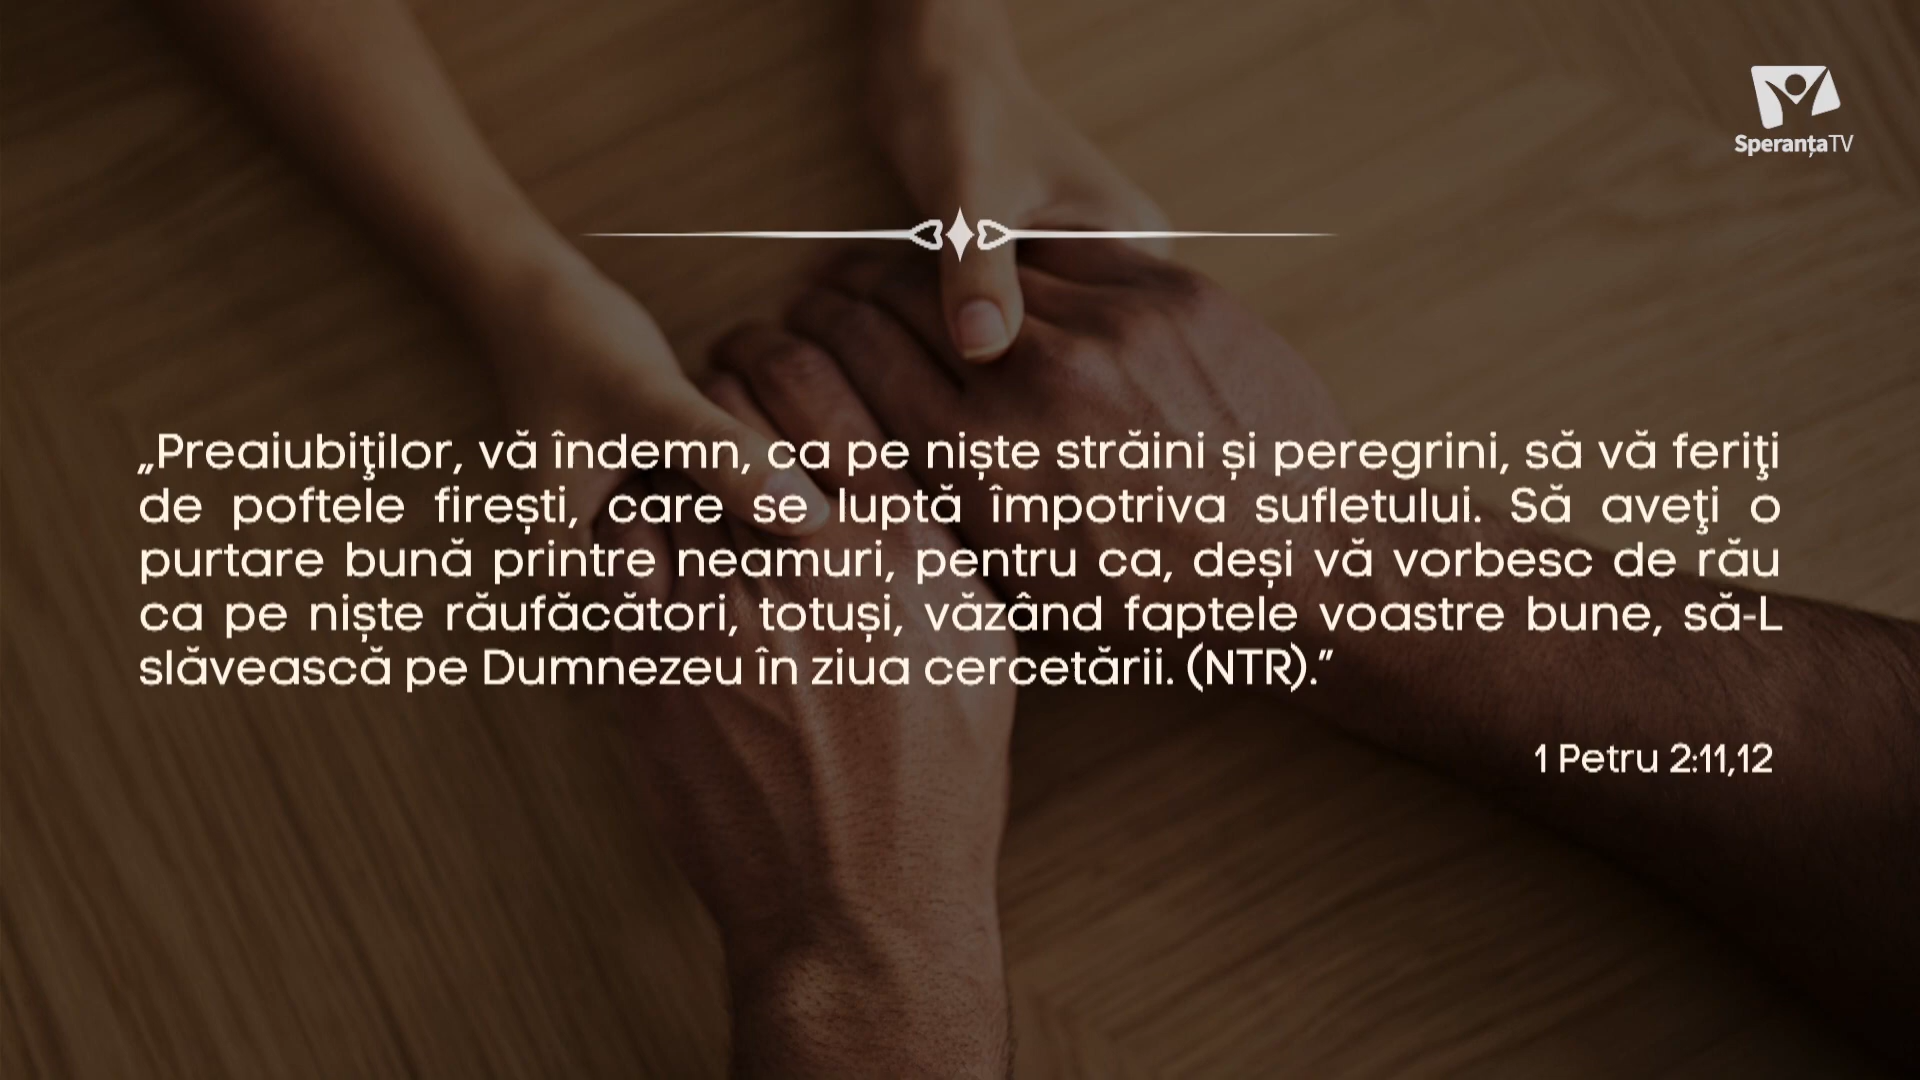 SperanțaTV
„Preaiubiţilor, vă îndemn, ca pe niște străini și peregrini, să vă feriţi
de poftele firești, care se luptă împotriva sufletului. Să aveţi o
purtare bună printre neamuri, pentru ca, deși vă vorbesc de rău
ca pe niște răufăcători, totuși, văzând faptele voastre bune, să-L
slăvească pe Dumnezeu în ziua cercetării. (NTR).”
1 Petru 2:11,12